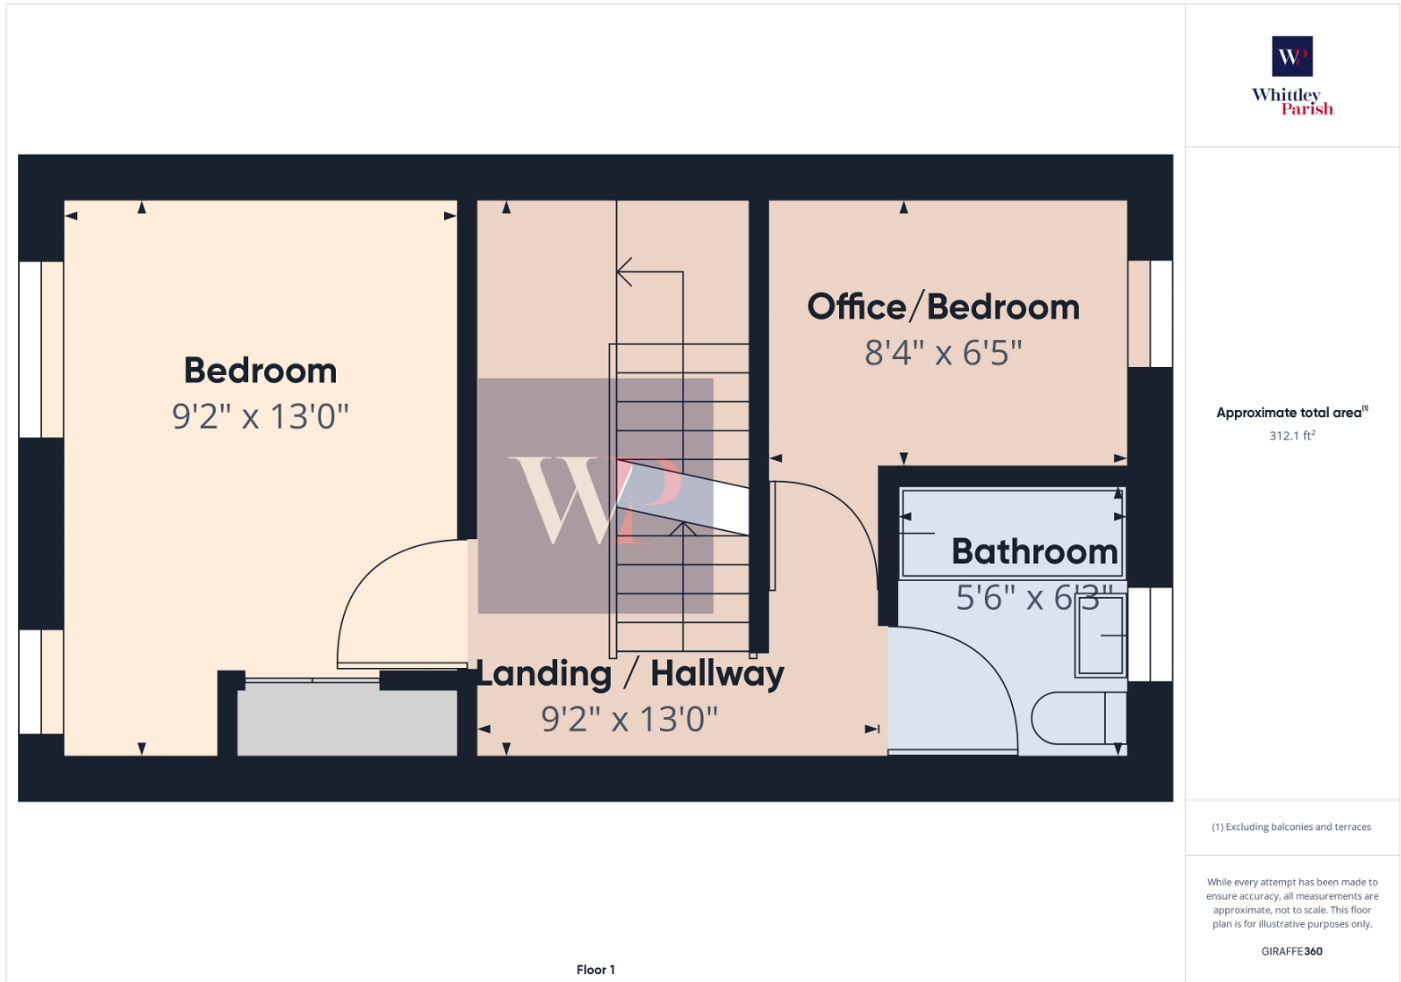 WP
Whittley
Parish
Bedroom
9'2" x 13'0"
Office/Bedroom
8'4" x 6'5"
WP
Bathroom
5'6" x 6'3"
Landing / Hallway
9'2" x 13'0"
Approximate total area(1)
312.1 ft²
(1) Excluding balconies and terraces
While every attempt has been made to
ensure accuracy, all measurements are
approximate, not to scale. This floor
plan is for illustrative purposes only.
GIRAFFE360
Floor 1